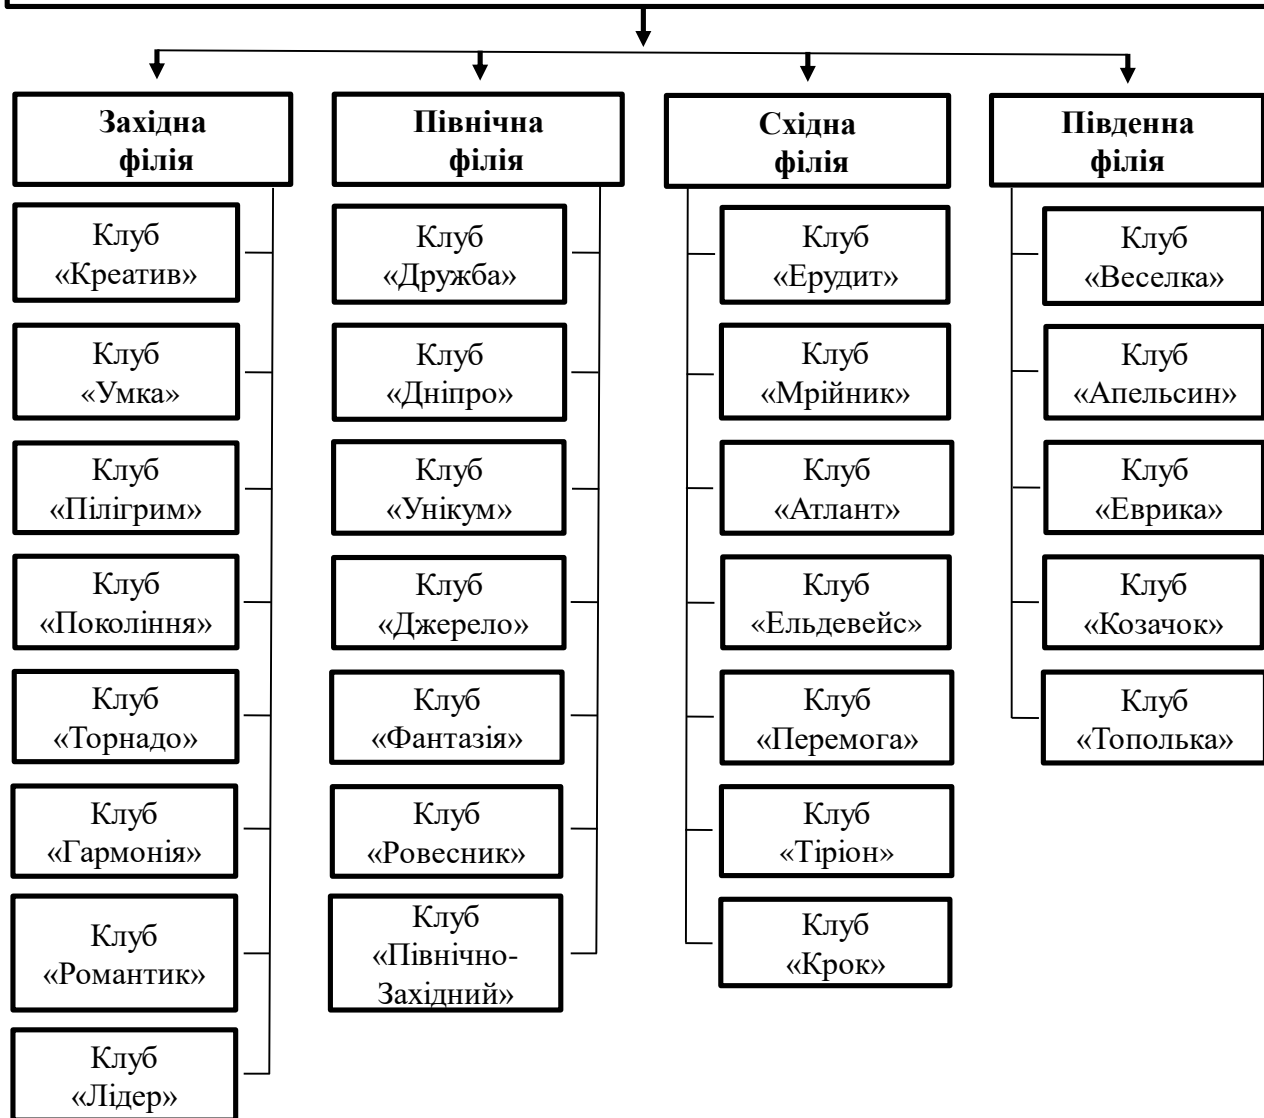 Західна
філія
Клуб
«Креатив»
Клуб
«Умка»
Клуб
«Пілігрим»
Клуб
«Покоління»
Клуб
«Торнадо»
Клуб
«Гармонія»
Клуб
«Романтик»
Клуб
«Лідер»
Північна
філія
Клуб
«Дружба»
Клуб
«Дніпро»
Клуб
«Унікум»
Клуб
«Джерело»
Клуб
«Фантазія»
Клуб
«Ровесник»
Клуб
«Північно-
Західний»
Східна
філія
Клуб
«Ерудит»
Клуб
«Мрійник»
Клуб
«Атлант»
Клуб
«Ельдевейс»
Клуб
«Перемога»
Клуб
«Тіріон»
Клуб
«Крок»
Південна
філія
Клуб
«Веселка»
Клуб
«Апельсин»
Клуб
«Еврика»
Клуб
«Козачок»
Клуб
«Тополька»